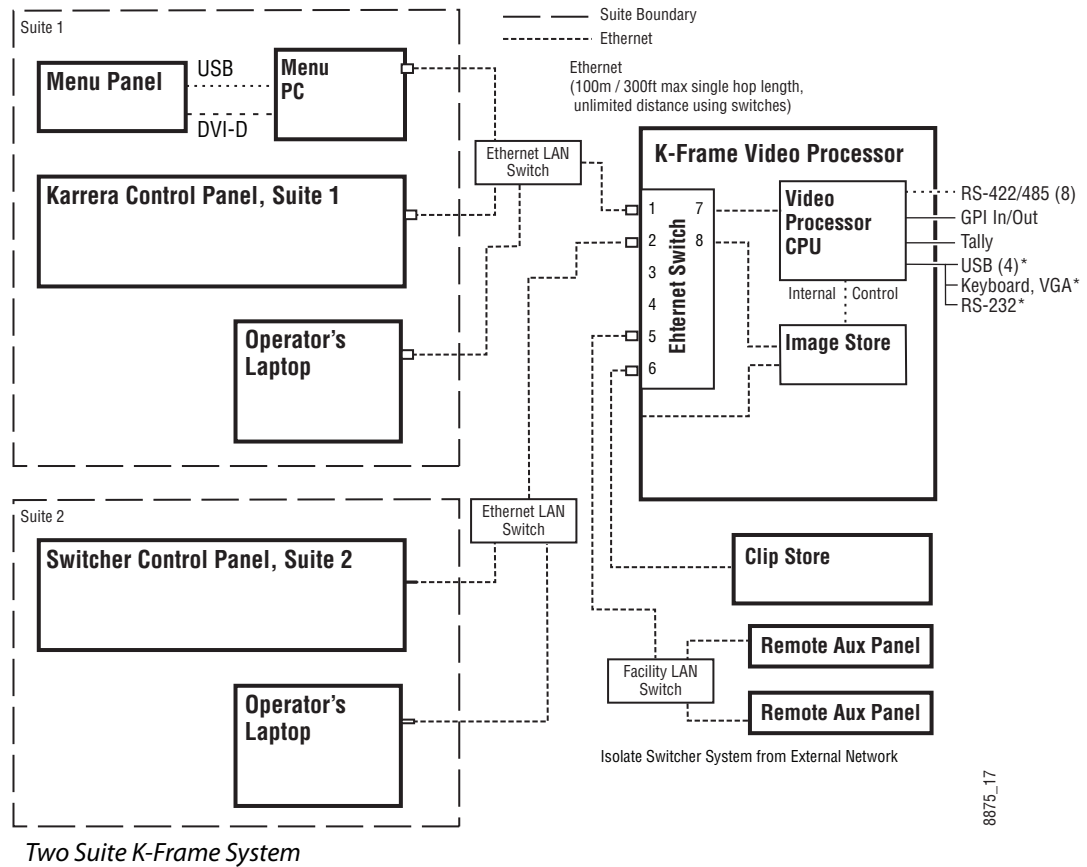 Suite 1
Menu Panel
USB
DVI-D
Menu
PC
Karrera Control Panel, Suite 1
Operator's
Laptop
Suite Boundary
Ethernet
Ethernet
(100m / 300ft max single hop length,
unlimited distance using switches)
Ethernet LAN
Switch
K-Frame Video Processor
1
2
3
4
5
6
7
8
Ehternet Switch
Video
Processor
CPU
Internal Control
Image Store
RS-422/485 (8)
GPI In/Out
Tally
USB (4)*
Keyboard, VGA*
RS-232*
Suite 2
Switcher Control Panel, Suite 2
Operator's
Laptop
Ethernet LAN
Switch
Clip Store
Remote Aux Panel
Facility LAN
Switch
Remote Aux Panel
Isolate Switcher System from External Network
8875_17
Two Suite K-Frame System